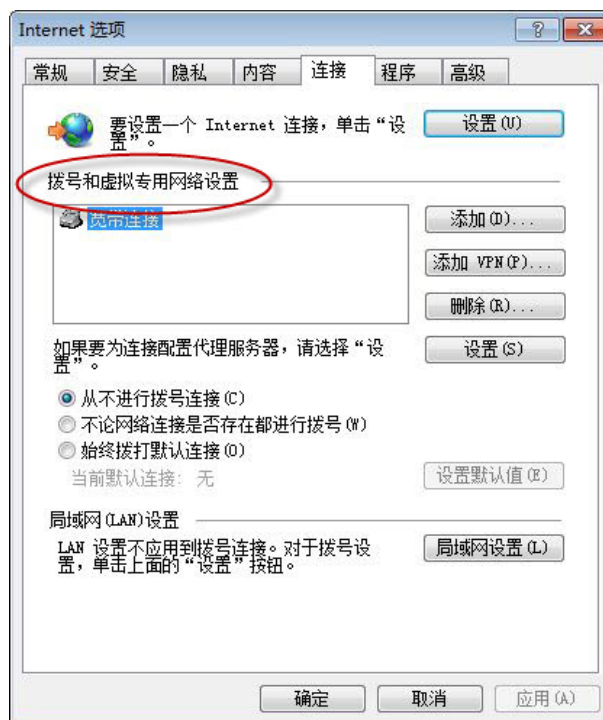 Internet 选项
常规 安全 隐私 内容 连接 程序 高级
要设置一个 Internet 连接，单击“设
置”。
设置(U)
拨号和虚拟专用网络设置
宽带连接
添加(D)...
添加 VPN(P)...
删除(R)...
如果要为连接配置代理服务器，请选择“设
置”。
设置(S)
从不进行拨号连接(C)
不论网络连接是否存在都进行拨号(W)
始终拨打默认连接(O)
当前默认连接: 无
设置默认值(E)
局域网(LAN)设置
LAN 设置不应用到拨号连接。对于拨号设
置，单击上面的“设置”按钮。
局域网设置(L)
确定 取消 应用(A)